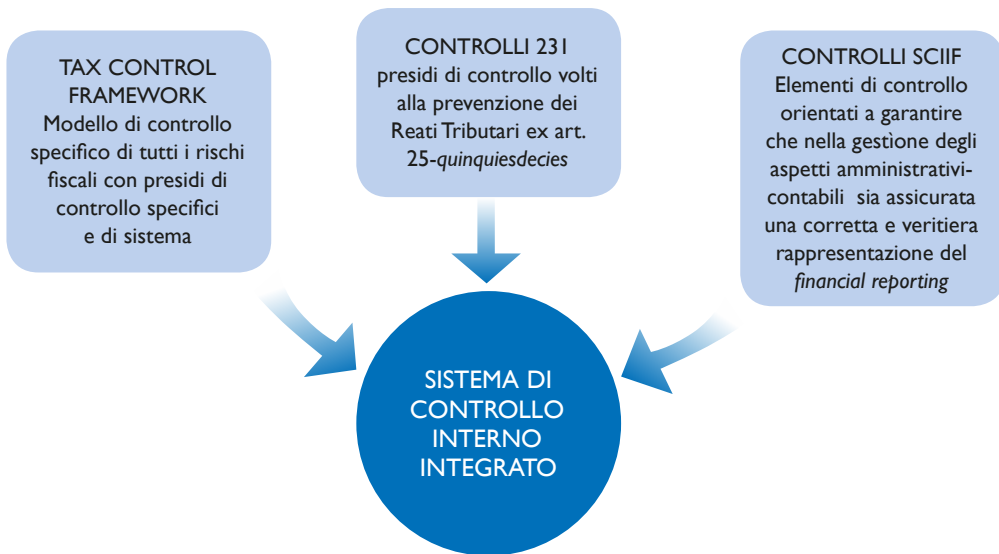 TAX CONTROL
FRAMEWORK
Modello di controllo
specifico di tutti i rischi
fiscali con presidi di
controllo specifici
e di sistema
CONTROLLI 231
presidi di controllo volti
alla prevenzione dei
Reati Tributari ex art.
25-quinquiesdecies
CONTROLLI SCIIF
Elementi di controllo
orientati a garantire
che nella gestìone degli
aspetti amministrativi-
contabili sia assicurata
una corretta e veritiera
rappresentazione del
financial reporting
SISTEMA DI
CONTROLLO
INTERNO
INTEGRATO